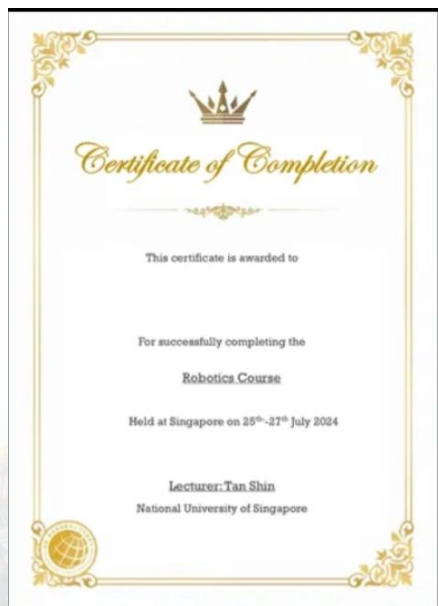 Certificate of Completion
This certificate is awarded to
For successfully completing the
Robotics Course
Held at Singapore on 25th-27th July 2024
Lecturer: Tan Shin
National University of Singapore